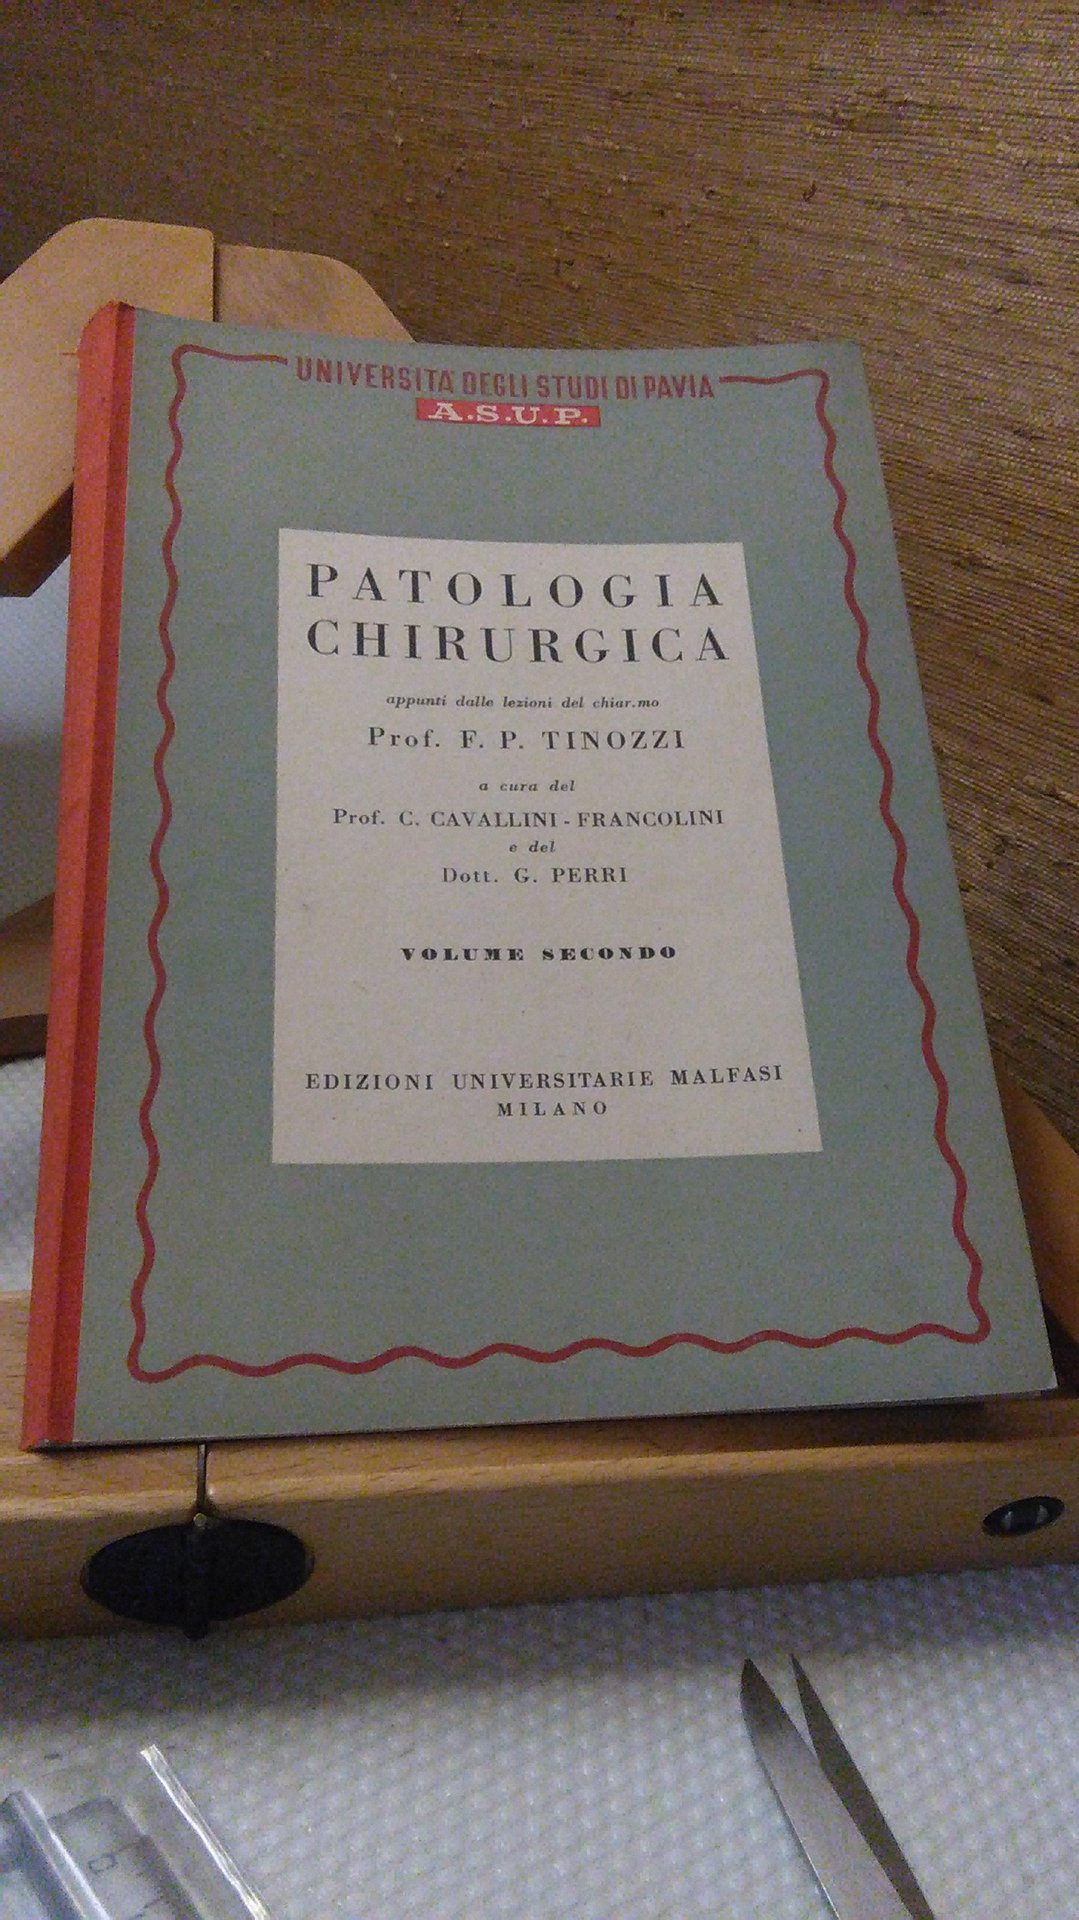 UNIVERSITA' DEGLI STUDI DI PAVIA
A.S.U.P.
PATOLOGIA
CHIRURGICA
appunti dalle lezioni del chiar.mo
Prof. F. P. TINOZZI
a cura del
Prof. C. CAVALLINI - FRANCOLINI
e del
Dott. G. PERRI
VOLUME SECONDO
EDIZIONI UNIVERSITARIE MALFASI
MILANO